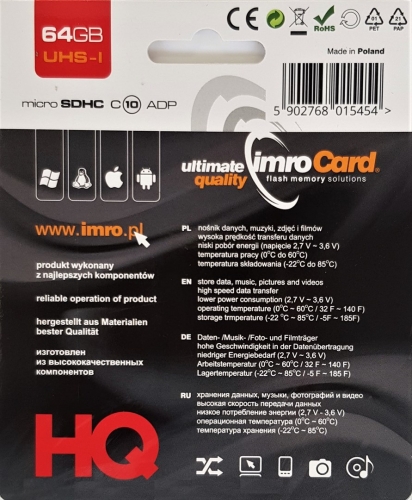 64GB
UHS-I
CE
RoHS
61
PET
21
PAP
Made in Poland
micro SDHC C10 ADP
5 902768 015454 >
ultimate
quality
imroCard®
flash memory solutions
www.imro.pl
produkt wykonany
z najlepszych komponentów
reliable operation of product
hergestellt aus Materialien
bester Qualität
изготовлен
из высококачественных
компонентов
HQ
PL nośnik danych, muzyki, zdjęć i filmów
wysoka prędkość transferu danych
niski pobór energii (napięcie 2,7 V ~ 3,6 V)
temperatura pracy (0°C do 60°C)
temperatura składowania (-22°C do 85°C)
EN store data, music, pictures and videos
high speed data transfer
lower power consumption (2,7 V ~ 3,6 V)
operating temperature (0°C ~ 60°C / 32 F ~ 140 F)
storage trmperature (-22 °C ~ 85°C / -5F ~ 185F)
DE Daten- /Musik- /Foto- und Filmträger
hohe Geschwindigkeit in der Datenübertragung
niedriger Energiebedarf (2,7 V ~ 3,6 V)
Arbeitstemperatur (0°C ~ 60°C / 32 F ~ 140 F)
Lagertemperatur (-22°C ~ 85°C / -5 F ~ 185 F)
RU хранения данных, музыки, фотографий и видео
высокая скорость передачи данных
низкое потребление энергии (2,7 V - 3,6 V)
операционная температура (0°C ~ 60°C)
температура хранения (-22°C ~ 85°C)